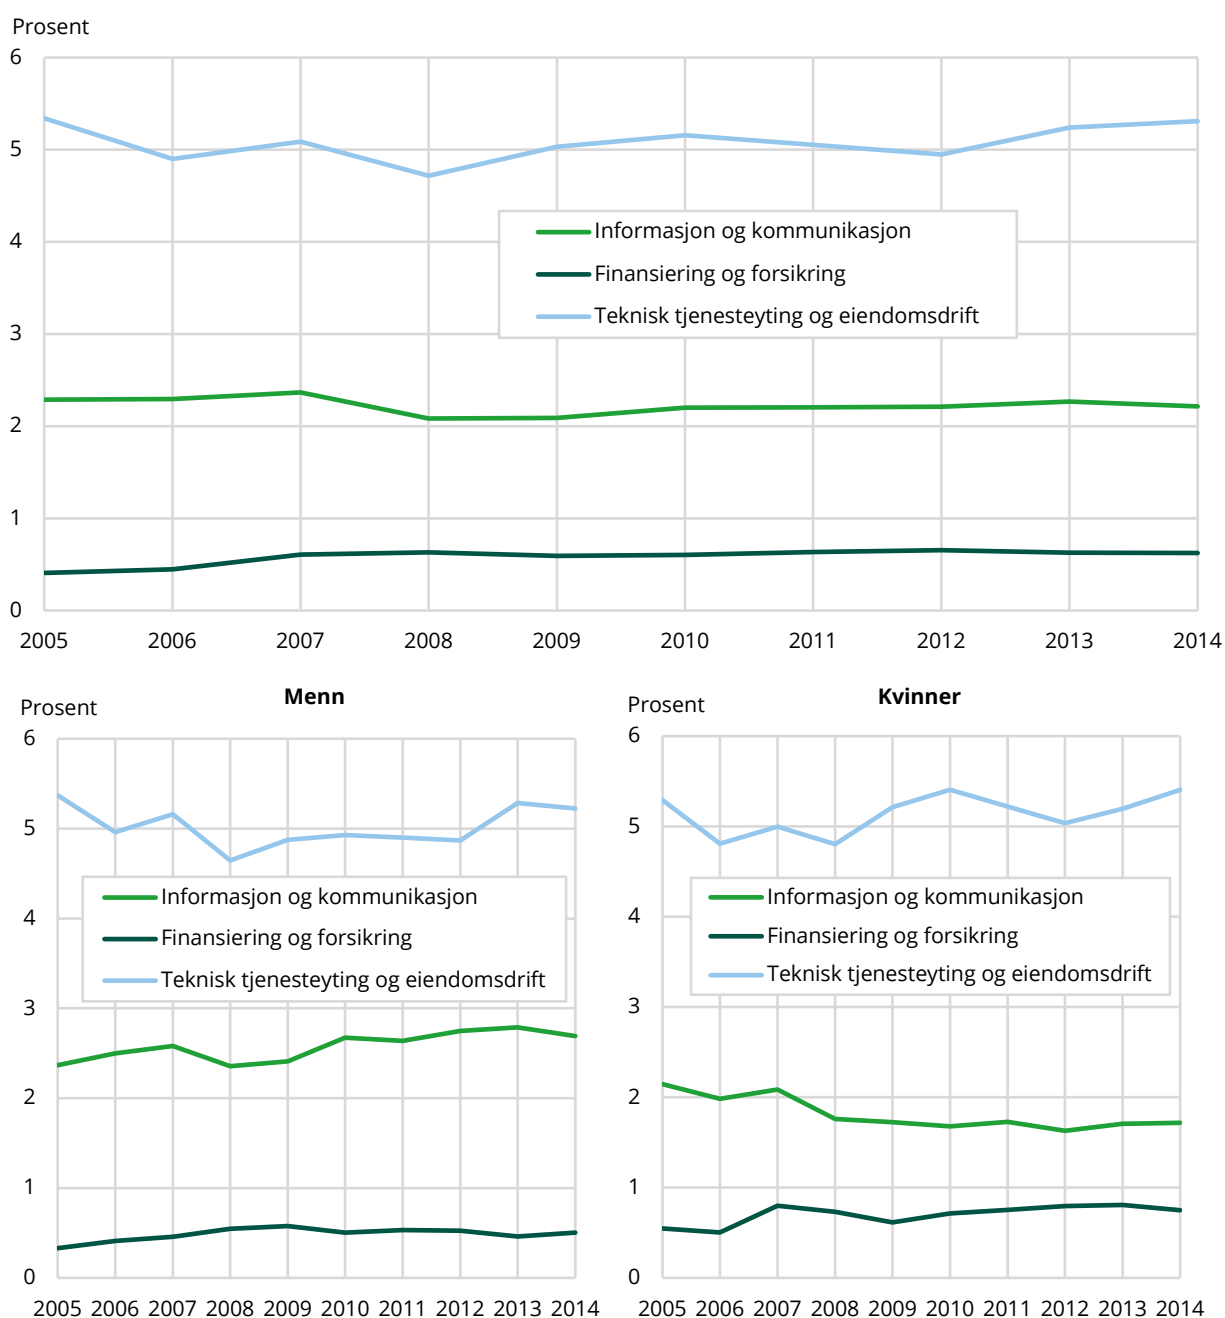 Prosent
6
5
4
3
2
1
0
Informasjon og kommunikasjon
Finansiering og forsikring
Teknisk tjenesteyting og eiendomsdrift
2005 2006 2007 2008 2009 2010 2011 2012 2013 2014
Menn
Prosent
6
5
4
3
2
1
0
Informasjon og kommunikasjon
Finansiering og forsikring
Teknisk tjenesteyting og eiendomsdrift
2005 2006 2007 2008 2009 2010 2011 2012 2013 2014
Kvinner
Prosent
6
5
4
3
2
1
0
Informasjon og kommunikasjon
Finansiering og forsikring
Teknisk tjenesteyting og eiendomsdrift
2005 2006 2007 2008 2009 2010 2011 2012 2013 2014